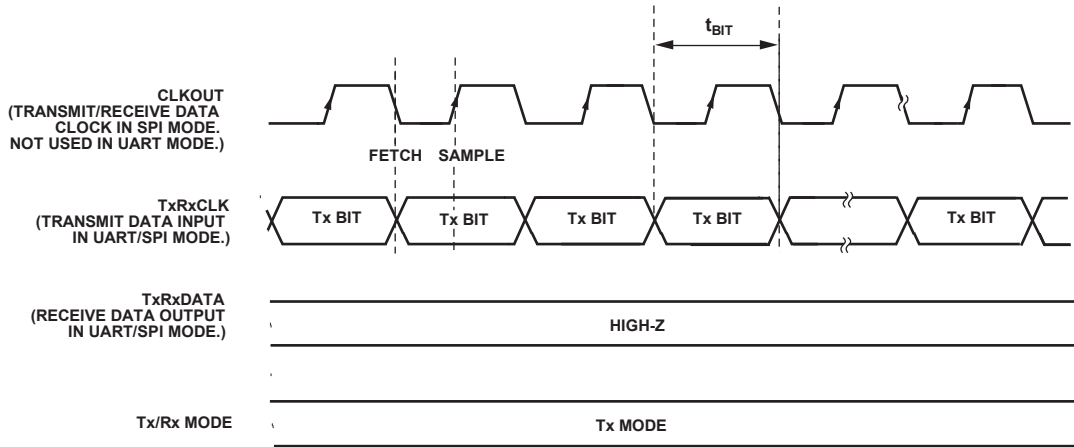 tBIT
CLKOUT
(TRANSMIT/RECEIVE DATA
CLOCK IN SPI MODE.
NOT USED IN UART MODE.)
FETCH SAMPLE
TxRxCLK
(TRANSMIT DATA INPUT
IN UART/SPI MODE.)
Tx BIT Tx BIT Tx BIT Tx BIT Tx BIT
TxRxDATA
(RECEIVE DATA OUTPUT
IN UART/SPI MODE.)
HIGH-Z
Tx/Rx MODE Tx MODE